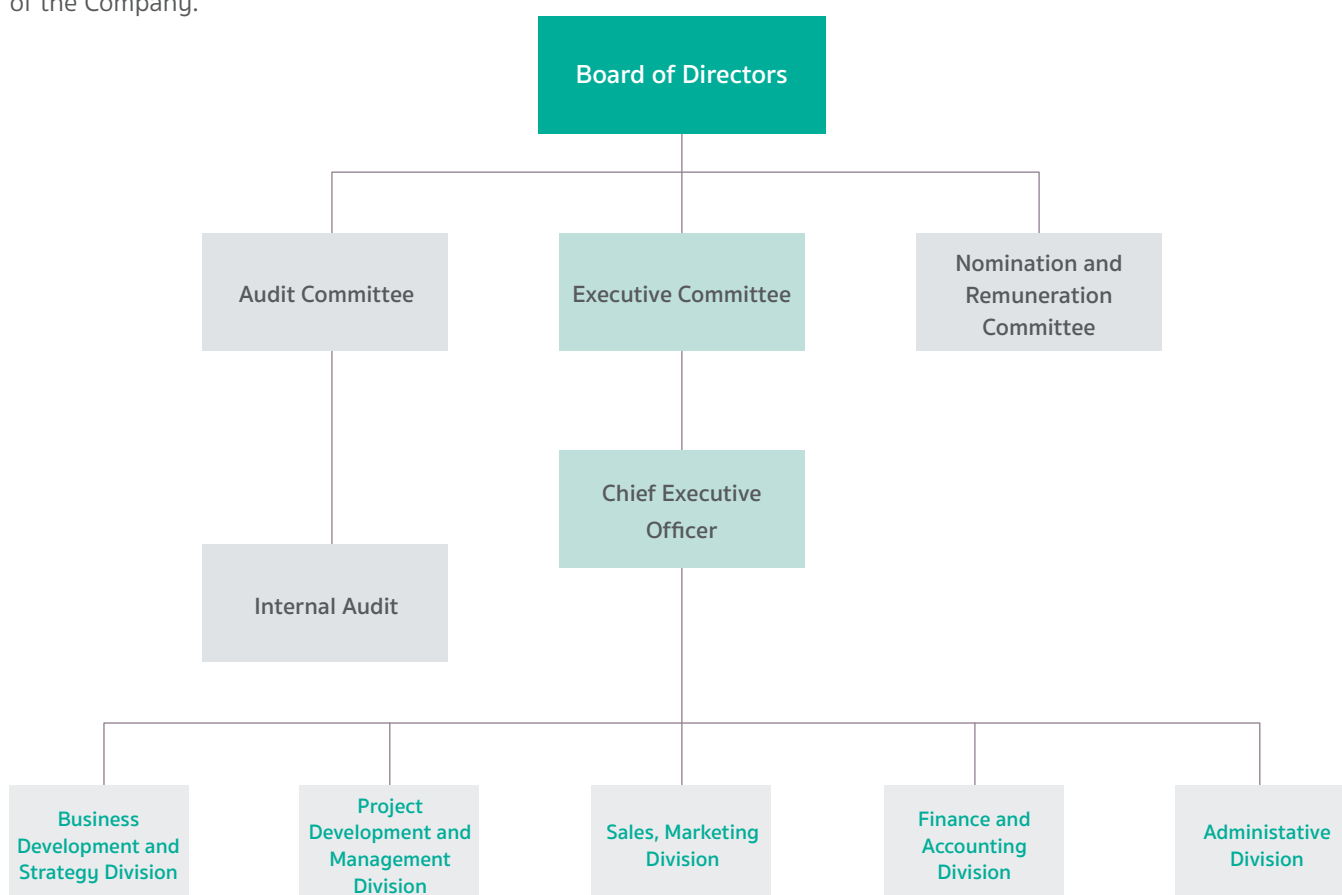 of the Company.
Board of Directors
Audit Committee
Executive Committee
Nomination and
Remuneration
Committee
Chief Executive
Officer
Internal Audit
Business
Development and
Strategy Division
Project
Development and
Management
Division
Sales, Marketing
Division
Finance and
Accounting
Division
Administative
Division